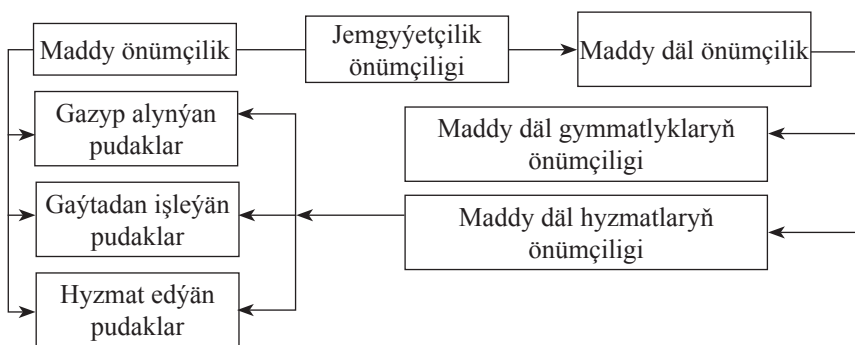 Maddy önümçilik
Jemgyýetçilik
önümçiligi
Maddy däl önümçilik
Gazyp alynýan
pudaklar
Maddy däl gymmatlyklaryň
önümçiligi
Gaýtadan işleýän
pudaklar
Maddy däl hyzmatlaryň
önümçiligi
Hyzmat edýän
pudaklar